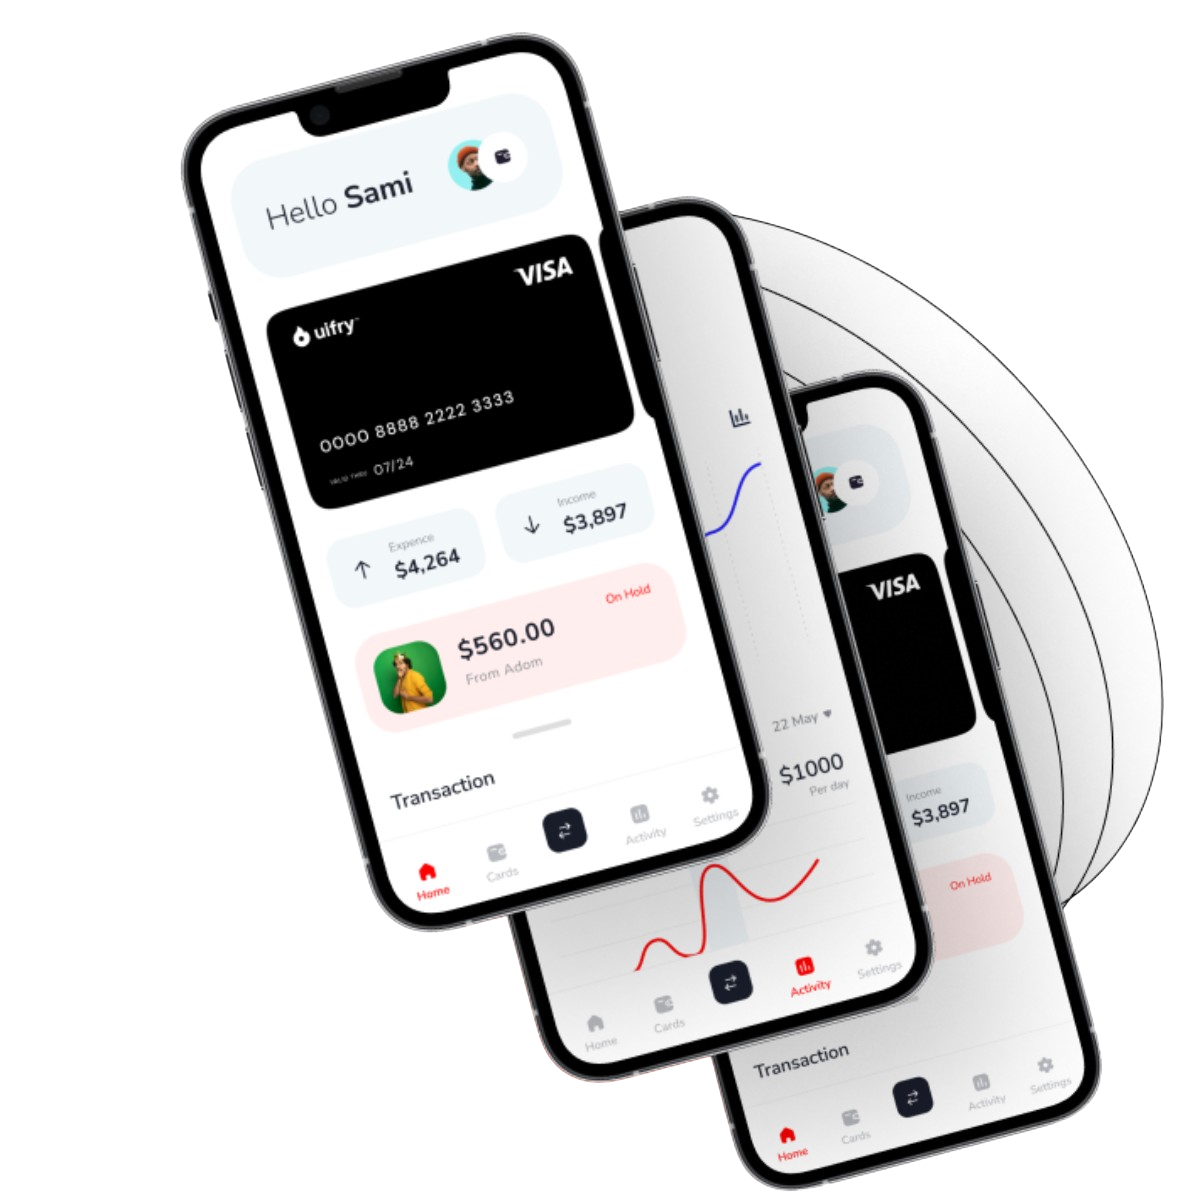 Hello Sami
VISA
ulfry
0000 8888 2222 3333
VALID THRU 07/24
Expence
$4,264
Income
$3,897
On Hold
$560.00
From Adom
Transaction
Home
Cards
Activity
Settings
22 May
$1000
Per day
Home
Cards
Activity
Settings
VISA
Income
$3,897
On Hold
Transaction
Home
Cards
Activity
Settings